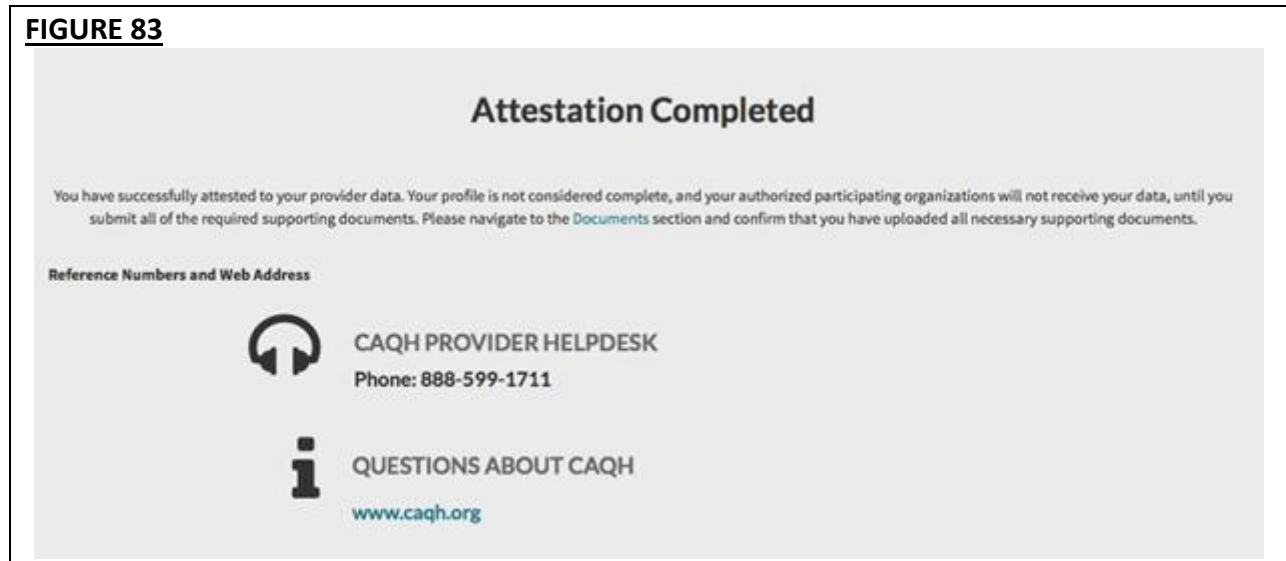 FIGURE 83
Attestation Completed
You have successfully attested to your provider data. Your profile is not considered complete, and your authorized participating organizations will not receive your data, until you
submit all of the required supporting documents. Please navigate to the Documents section and confirm that you have uploaded all necessary supporting documents.
Reference Numbers and Web Address
CAQH PROVIDER HELPDESK
Phone: 888-599-1711
QUESTIONS ABOUT CAQH
www.caqh.org